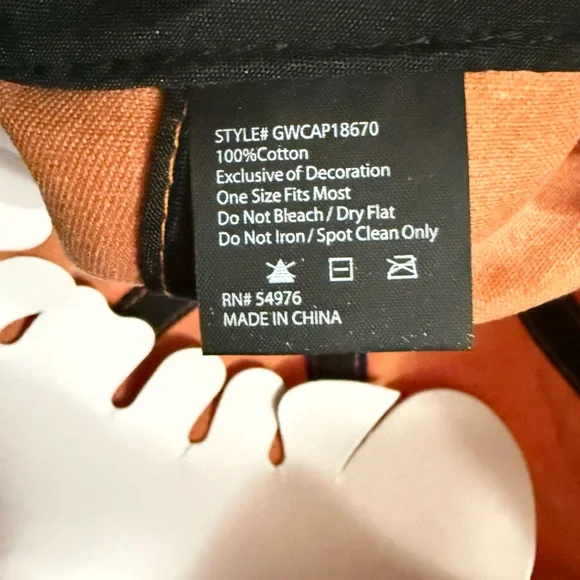 STYLE# GWCAP18670
100%Cotton
Exclusive of Decoration
One Size Fits Most
Do Not Bleach / Dry Flat
Do Not Iron / Spot Clean Only
RN# 54976
MADE IN CHINA